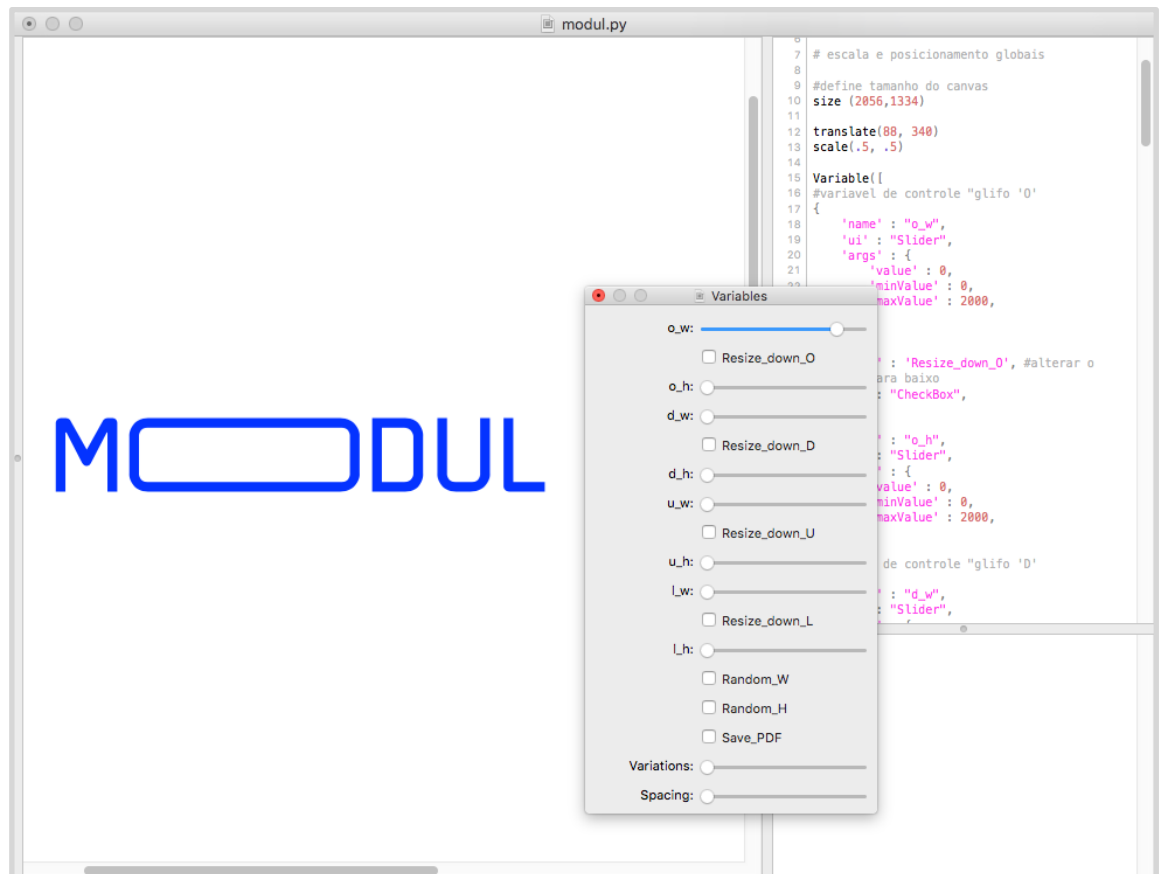 modul.py
MODUL
6
7 # escala e posicionamento globais
8
9 #define tamanho do canvas
10 size (2056,1334)
11
12 translate(88, 340)
13 scale(.5, .5)
14
15 Variable([
16 #variavel de controle "glifo 'O'
17 {
18 'name' : "o_w",
19 'ui' : "Slider",
20 'args' : {
21 'value' : 0,
22 minValue' : 0,
maxValue' : 2000,
' : 'Resize_down_O', #alterar o
ara baixo
: "CheckBox",
' : "o_h",
: "Slider",
' : {
value' : 0,
minValue' : 0,
maxValue' : 2000,
de controle "glifo 'D'
' : "d_w",
: "Slider",
' : {
Variables
o_w:
Resize_down_O
o_h:
d_w:
Resize_down_D
d_h:
u_w:
Resize_down_U
u_h:
l_w:
Resize_down_L
l_h:
Random_W
Random_H
Save_PDF
Variations:
Spacing: